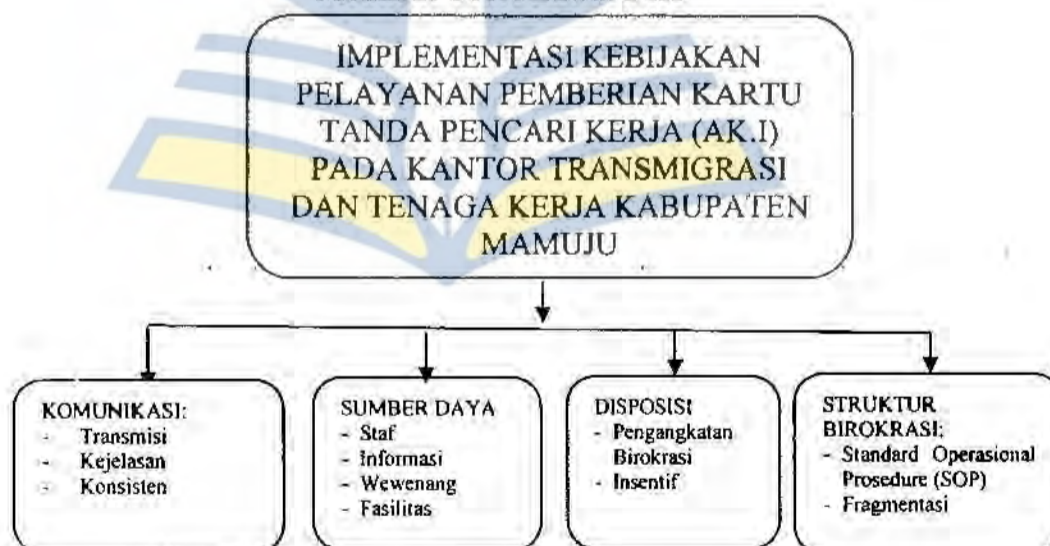 IMPLEMENTASI KEBIJAKAN
PELAYANAN PEMBERIAN KARTU
TANDA PENCARI KERJA (AK.I)
PADA KANTOR TRANSMIGRASI
DAN TENAGA KERJA KABUPATEN
MAMUJU
KOMUNIKASI:
- Transmisi
- Kejelasan
- Konsisten
SUMBER DAYA
- Staf
- Informasi
- Wewenang
- Fasilitas
DISPOSISI
- Pengangkatan
Birokrasi
- Insentif
STRUKTUR
BIROKRASI;
- Standard Operasional
Prosedure (SOP)
- Fragmentasi